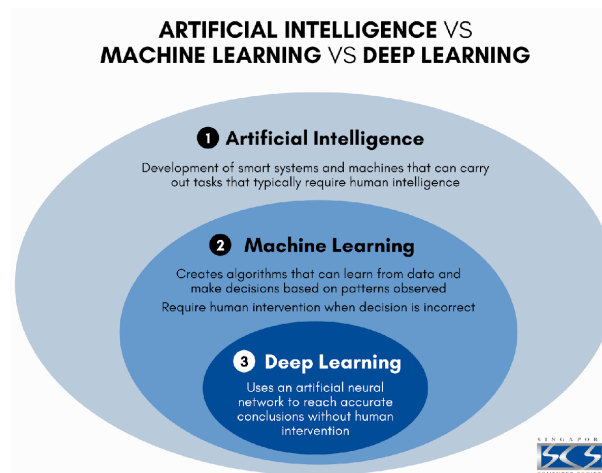 ARTIFICIAL INTELLIGENCE VS
MACHINE LEARNING VS DEEP LEARNING
1 Artificial Intelligence
Development of smart systems and machines that can carry
out tasks that typically require human intelligence
2 Machine Learning
Creates algorithms that can learn from data and
make decisions based on patterns observed
Require human intervention when decision is incorrect
3 Deep Learning
Uses an artificial neural
network to reach accurate
conclusions without human
intervention
SINGAPOR
SCS